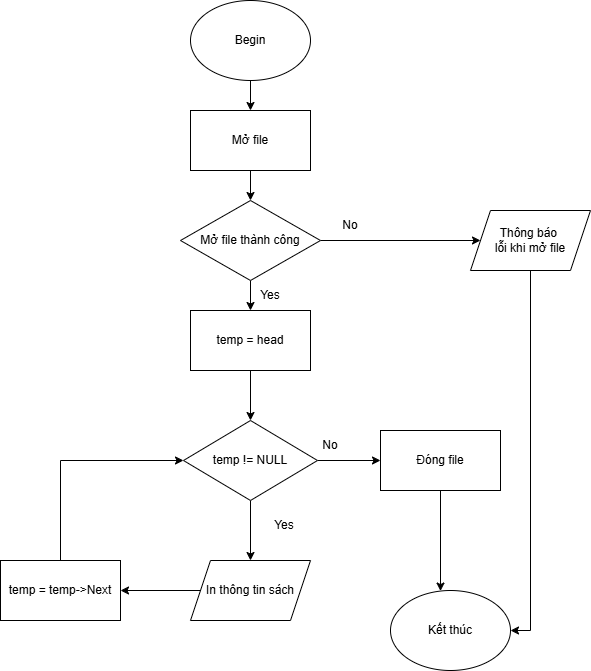 Begin
Mở file
Mở file thành công
No
Thông báo
lỗi khi mở file
Yes
temp = head
temp != NULL
No
Đóng file
Yes
temp = temp->Next
In thông tin sách
Kết thúc